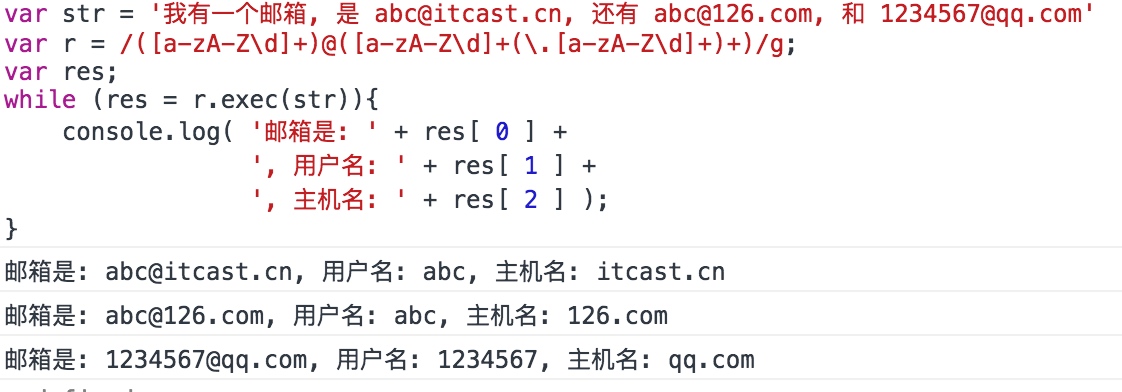 var str = '我有一个邮箱, 是 abc@itcast.cn, 还有 abc@126.com, 和 1234567@qq.com'
var r = /([a-zA-Z\d]+)@([a-zA-Z\d]+(\.[a-zA-Z\d]+)+)/g;
var res;
while (res = r.exec(str)){
    console.log( '邮箱是: ' + res[ 0 ] +
                 ', 用户名: ' + res[ 1 ] +
                 ', 主机名: ' + res[ 2 ] );
}
邮箱是: abc@itcast.cn, 用户名: abc, 主机名: itcast.cn
邮箱是: abc@126.com, 用户名: abc, 主机名: 126.com
邮箱是: 1234567@qq.com, 用户名: 1234567, 主机名: qq.com